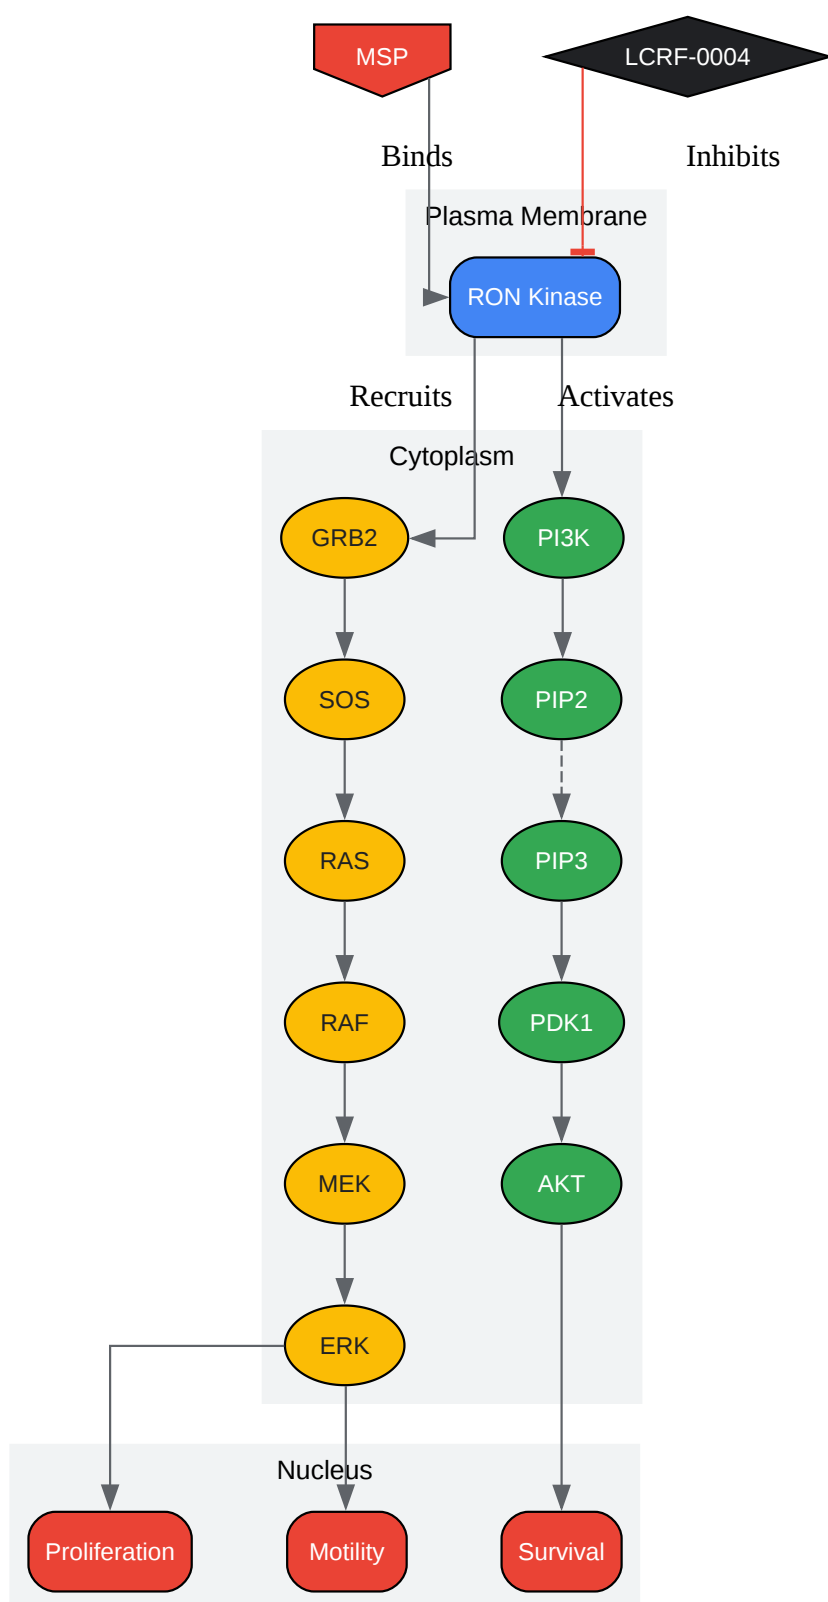 MSP
LCRF-0004
Binds
Inhibits
Plasma Membrane
RON Kinase
Recruits
Activates
Cytoplasm
GRB2
PI3K
SOS
PIP2
RAS
PIP3
RAF
PDK1
MEK
AKT
ERK
Nucleus
Proliferation
Motility
Survival